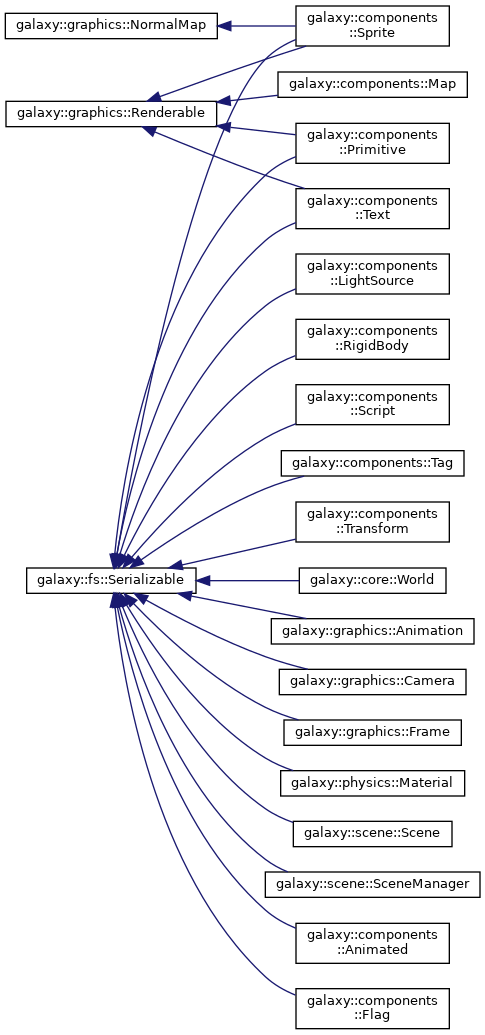 galaxy::graphics::NormalMap
galaxy::components
::Sprite
galaxy::components::Map
galaxy::graphics::Renderable
galaxy::components
::Primitive
galaxy::components
::Text
galaxy::components
::LightSource
galaxy::components
::RigidBody
galaxy::components
::Script
galaxy::components::Tag
galaxy::components
::Transform
galaxy::fs::Serializable
galaxy::core::World
galaxy::graphics::Animation
galaxy::graphics::Camera
galaxy::graphics::Frame
galaxy::physics::Material
galaxy::scene::Scene
galaxy::scene::SceneManager
galaxy::components
::Animated
galaxy::components
::Flag